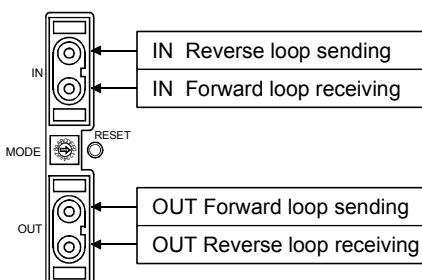 IN Reverse loop sending
IN
IN Forward loop receiving
RESET
MODE
OUT Forward loop sending
OUT
OUT Reverse loop receiving